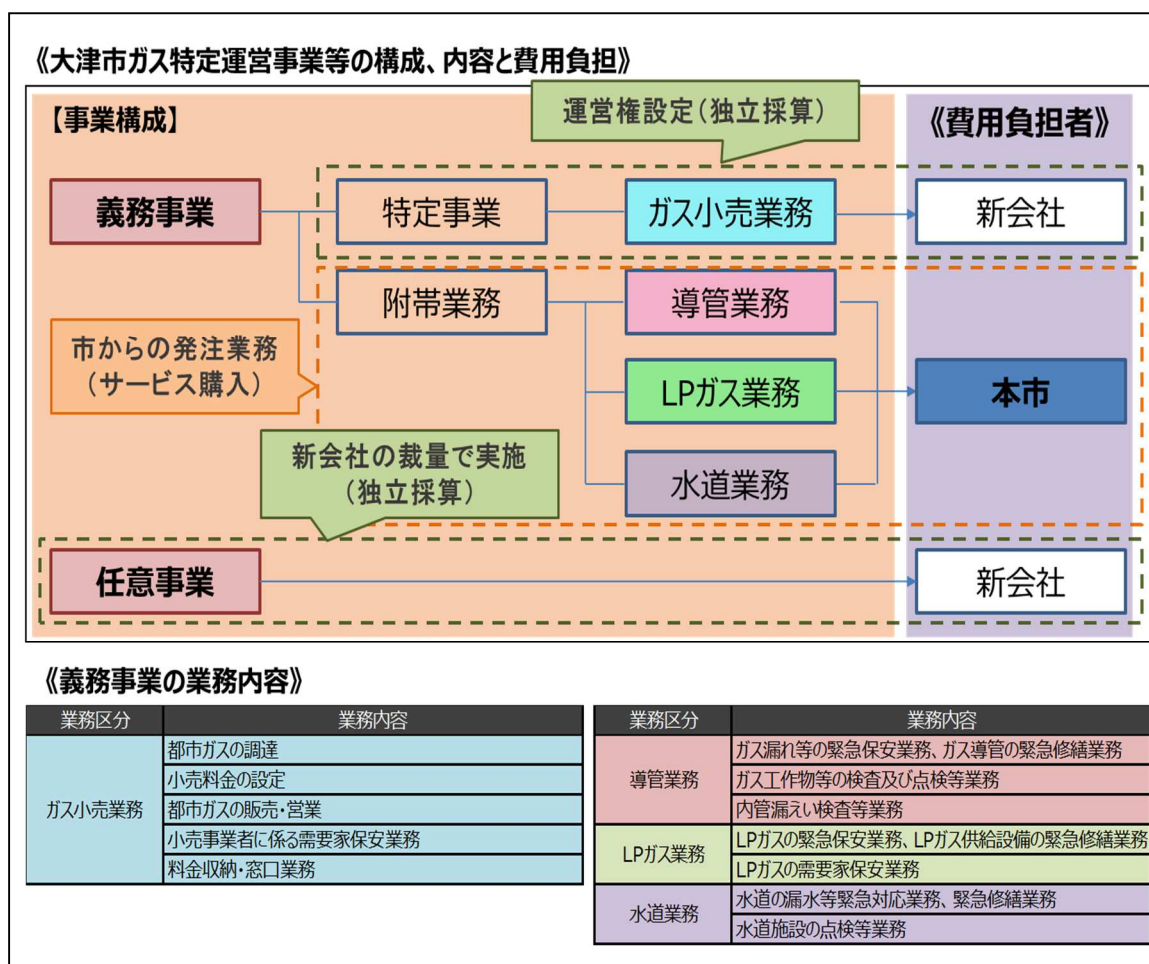 《大津市ガス特定運営事業等の構成、内容と費用負担》
【事業構成】
運営権設定(独立採算)
《費用負担者》
義務事業
特定事業
ガス小売業務
新会社
附帯業務
導管業務
市からの発注業務
(サービス購入)
LPガス業務
本市
新会社の裁量で実施
(独立採算)
水道業務
任意事業
新会社
《義務事業の業務内容》
業務区分
業務内容
ガス小売業務
都市ガスの調達
小売料金の設定
都市ガスの販売・営業
小売事業者に係る需要家保安業務
料金収納・窓口業務
業務区分
業務内容
導管業務
ガス漏れ等の緊急保安業務、ガス導管の緊急修繕業務
ガス工作物等の検査及び点検等業務
内管漏えい検査等業務
LPガス業務
LPガスの緊急保安業務、LPガス供給設備の緊急修繕業務
LPガスの需要家保安業務
水道業務
水道の漏水等緊急対応業務、緊急修繕業務
水道施設の点検等業務